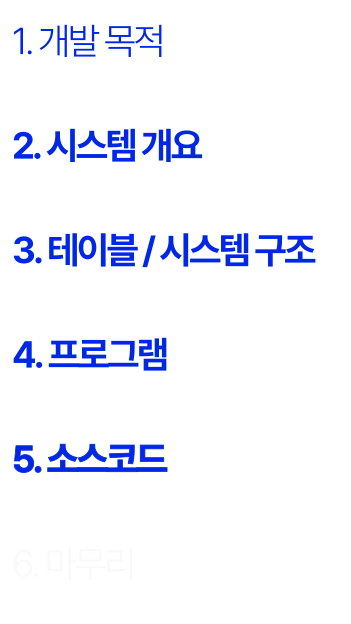 1. 개발 목적
2. 시스템 개요
3. 테이블 / 시스템 구조
4. 프로그램
5. 소스코드
6. 마무리